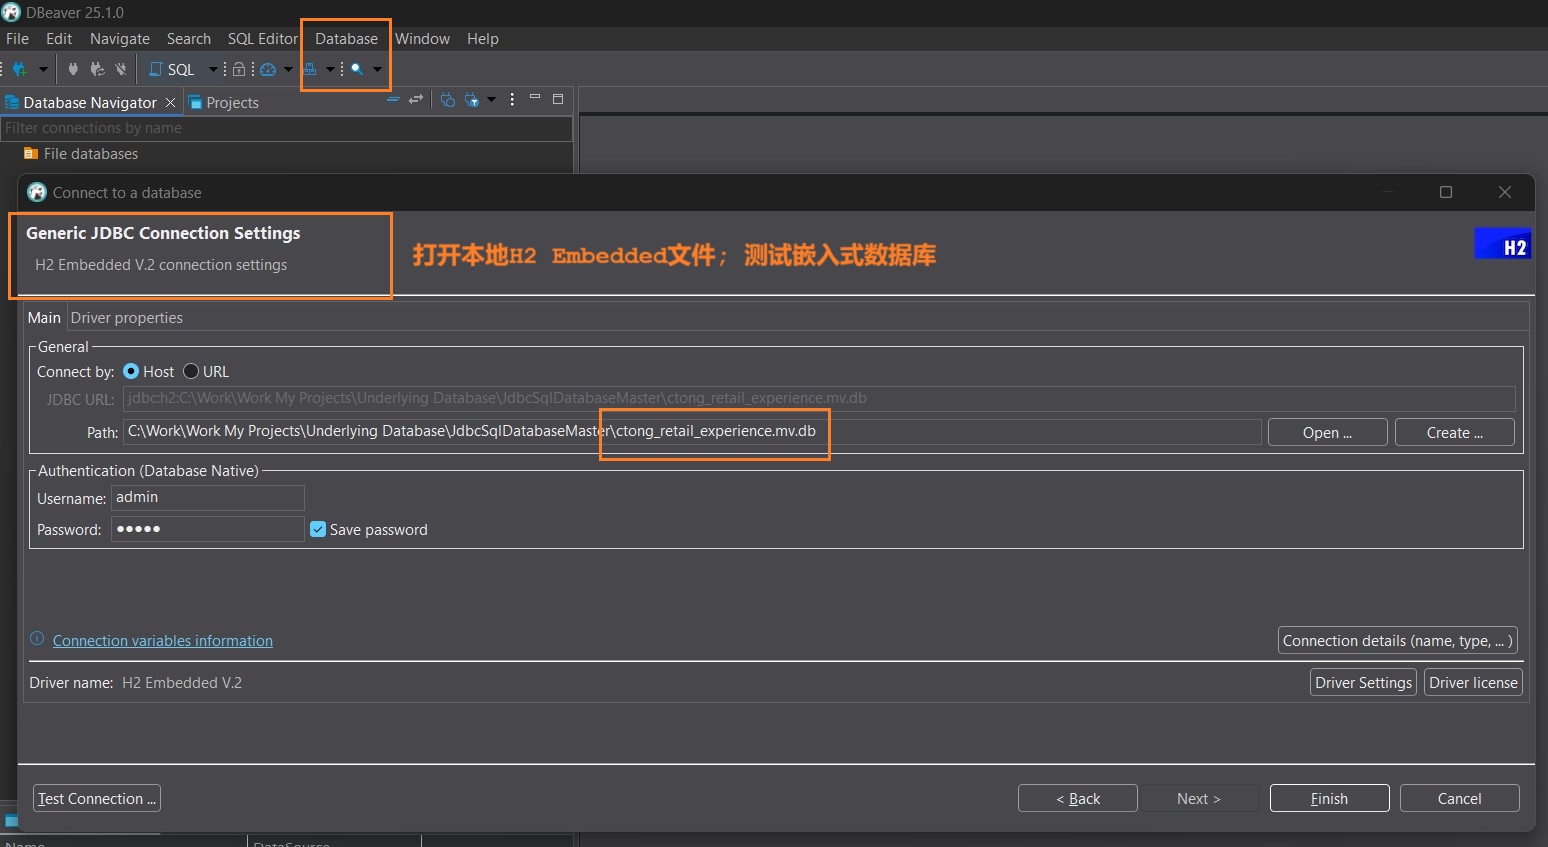 DBeaver 25.1.0
File Edit Navigate Search SQL Editor Database Window Help
SQL
Database Navigator Projects
Filter connections by name
File databases
Connect to a database
Generic JDBC Connection Settings
H2 Embedded V.2 connection settings
打开本地H2 Embedded文件; 测试嵌入式数据库
H2
Main Driver properties
General
Connect by: Host URL
JDBC URL: jdbc:h2:C:\Work\Work My Projects\Underlying Database\JdbcSqlDatabaseMaster\ctong_retail_experience.mv.db
Path: C:\Work\Work My Projects\Underlying Database\JdbcSqlDatabaseMaster\ctong_retail_experience.mv.db Open ... Create ...
Authentication (Database Native)
Username: admin
Password: ●●●●● Save password
Connection variables information
Connection details (name, type, ... )
Driver name: H2 Embedded V.2 Driver Settings Driver license
Test Connection ... < Back Next > Finish Cancel
Name DataSource